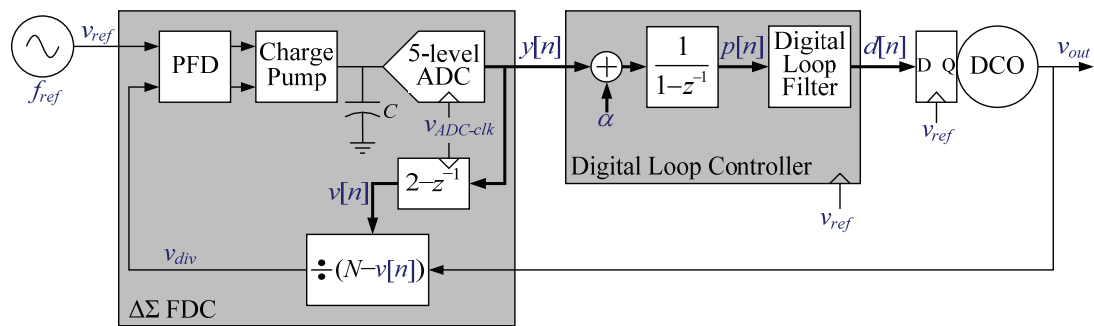 v_ref
f_ref
PFD
Charge
Pump
5-level
ADC
C
v_ADC-clk
2−z⁻¹
v[n]
÷(N−v[n])
v_div
ΔΣ FDC
y[n]
α
1
1−z⁻¹
p[n]
Digital
Loop
Filter
Digital Loop Controller
v_ref
d[n]
D Q
v_ref
DCO
v_out